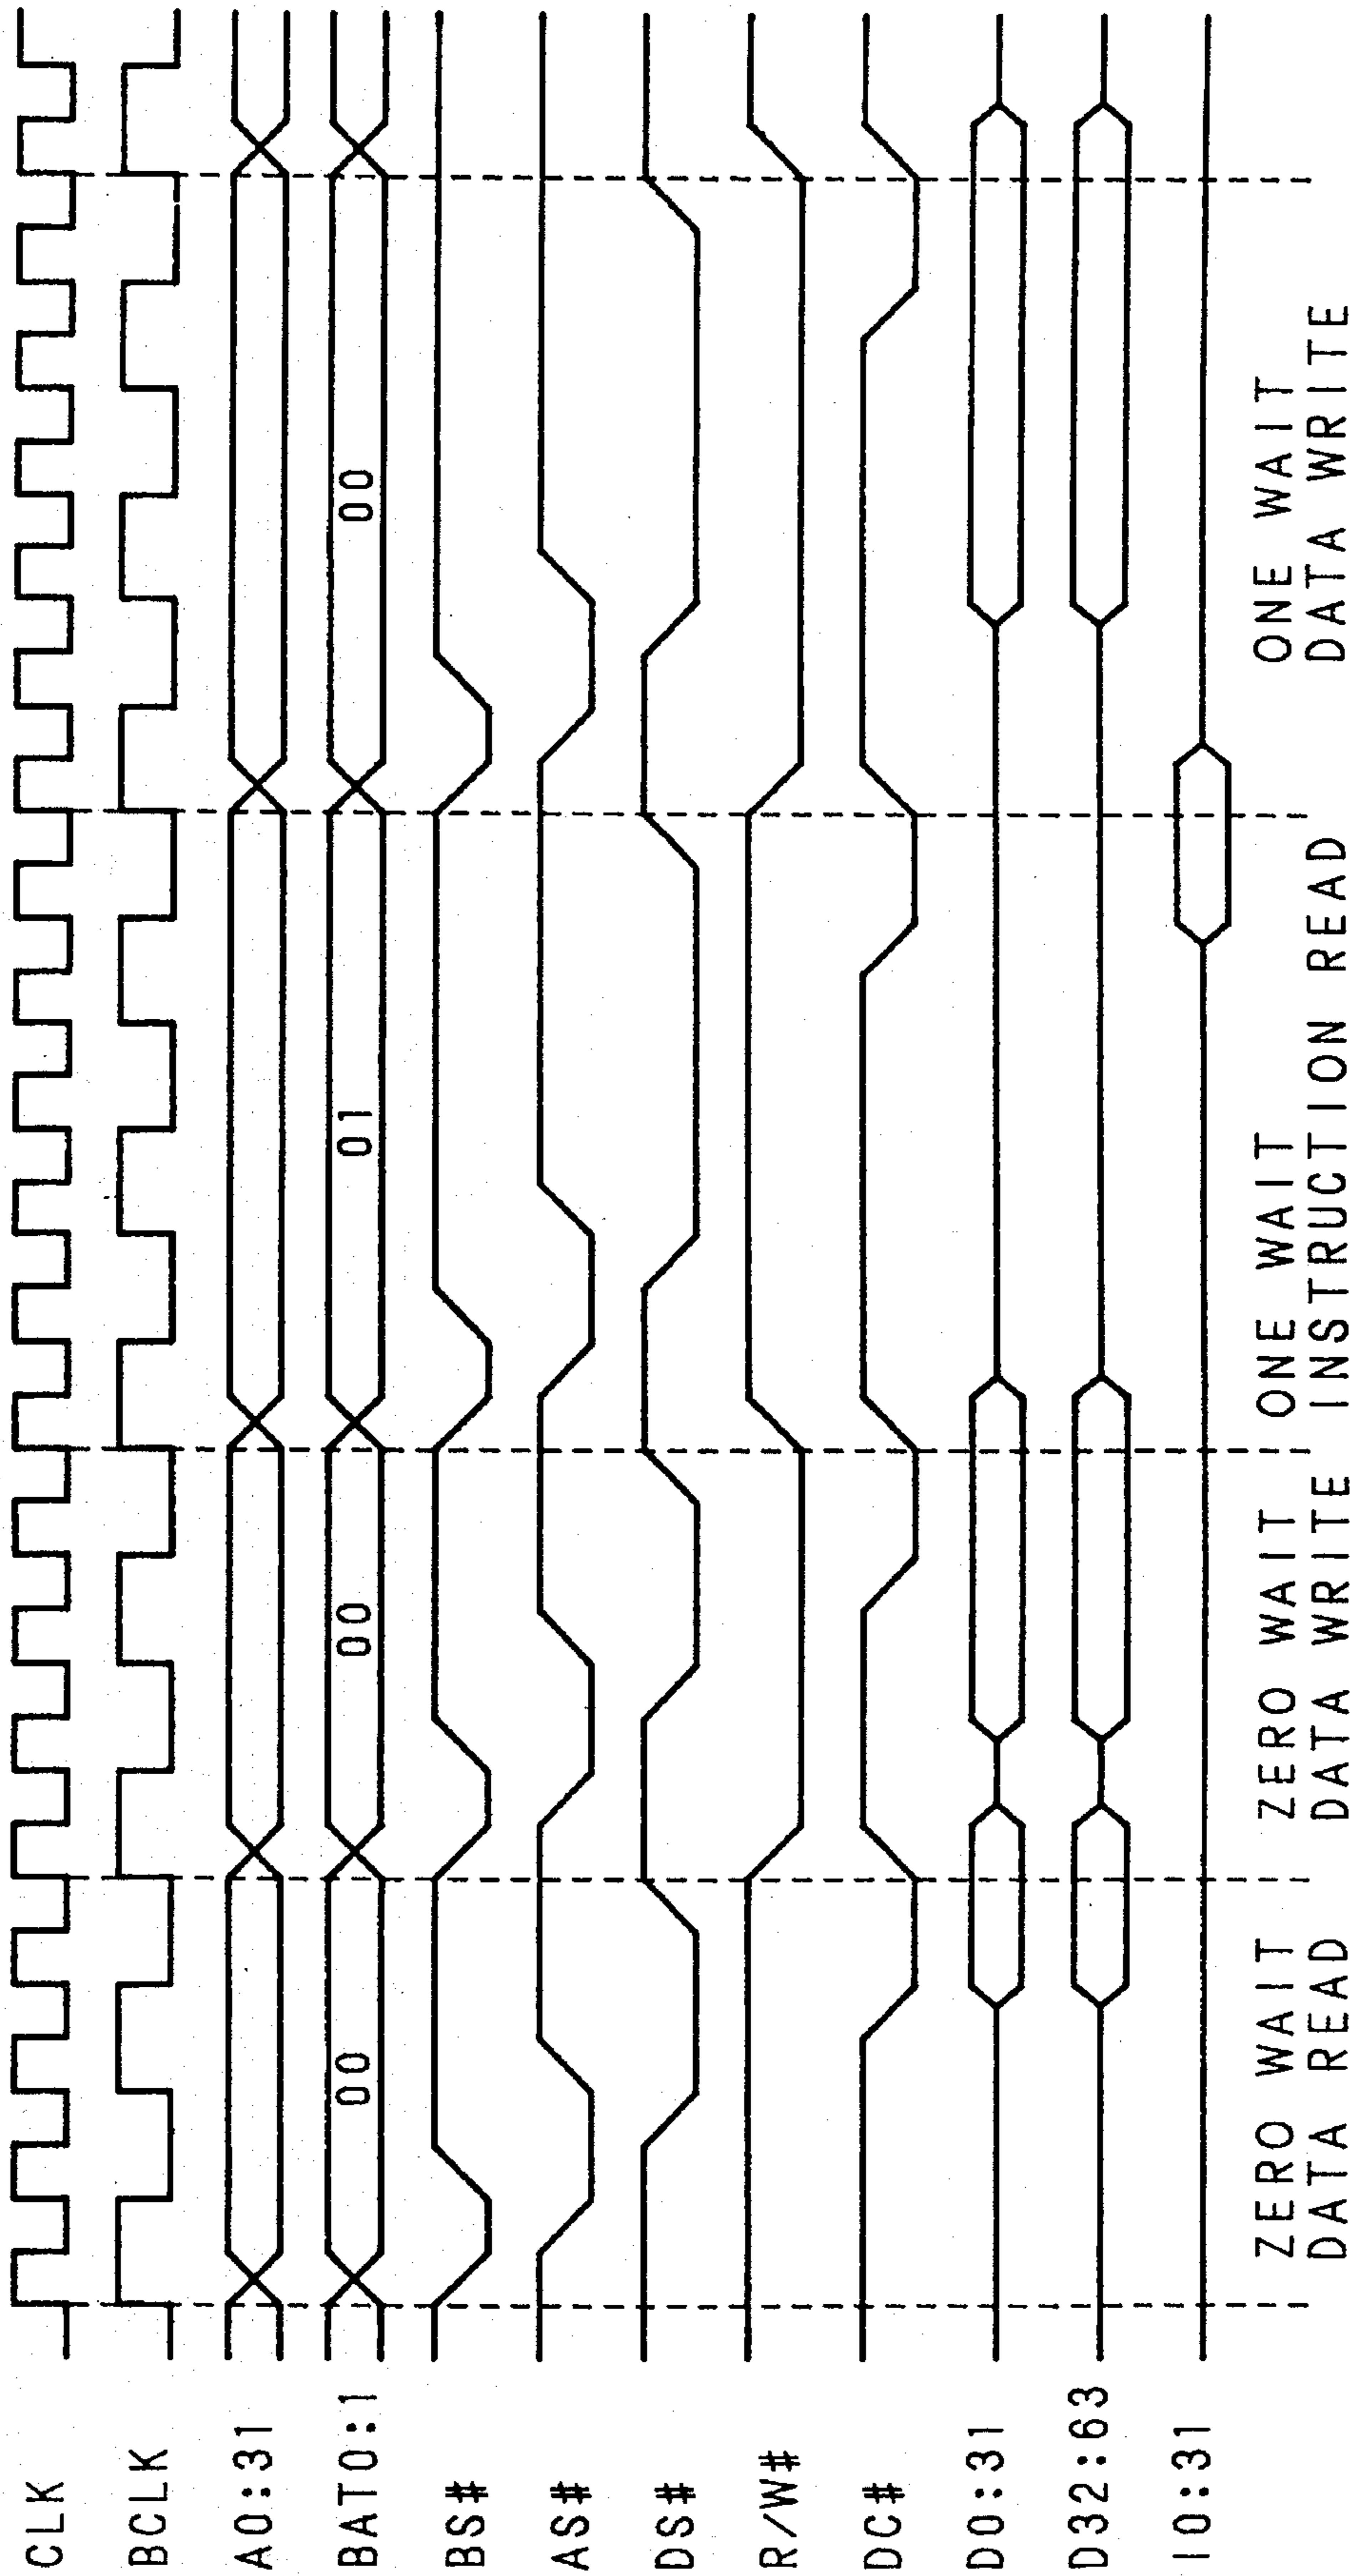 CLK
BCLK
A0:31
BAT0:1
00
00
01
00
BS#
AS#
DS#
R/W#
DC#
D0:31
D32:63
I0:31
ZERO WAIT
DATA READ
ZERO WAIT
DATA WRITE
ONE WAIT
INSTRUCTION READ
ONE WAIT
DATA WRITE